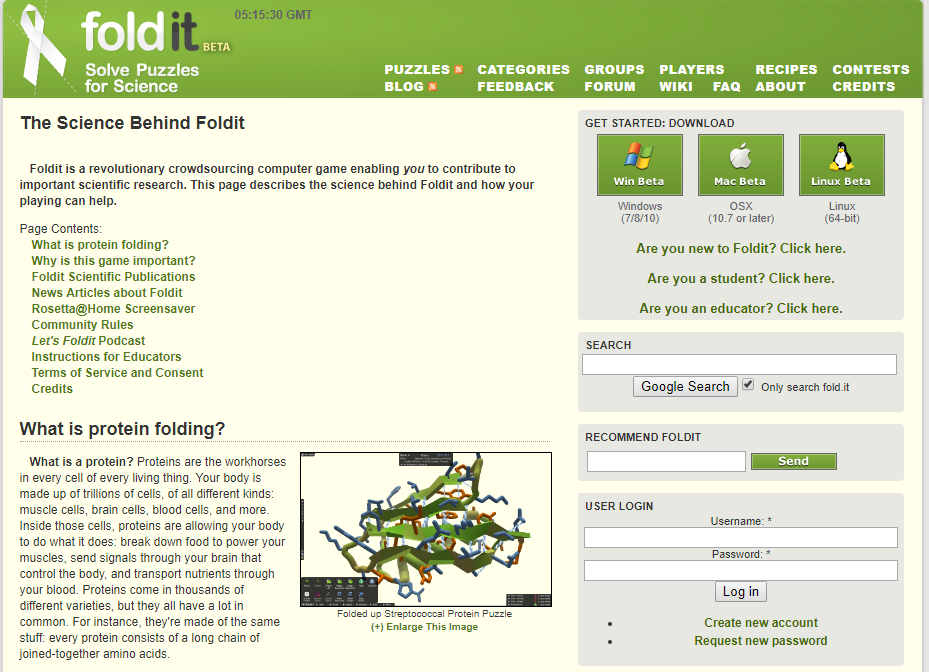 fold it BETA
05:15:30 GMT
Solve Puzzles
for Science
PUZZLES CATEGORIES GROUPS PLAYERS RECIPES CONTESTS
BLOG FEEDBACK FORUM WIKI FAQ ABOUT CREDITS
The Science Behind Foldit
Foldit is a revolutionary crowdsourcing computer game enabling you to contribute to
important scientific research. This page describes the science behind Foldit and how your
playing can help.
Page Contents:
What is protein folding?
Why is this game important?
Foldit Scientific Publications
News Articles about Foldit
Rosetta@Home Screensaver
Community Rules
Let's Foldit Podcast
Instructions for Educators
Terms of Service and Consent
Credits
What is protein folding?
What is a protein? Proteins are the workhorses
in every cell of every living thing. Your body is
made up of trillions of cells, of all different kinds:
muscle cells, brain cells, blood cells, and more.
Inside those cells, proteins are allowing your body
to do what it does: break down food to power your
muscles, send signals through your brain that
control the body, and transport nutrients through
your blood. Proteins come in thousands of
different varieties, but they all have a lot in
common. For instance, they're made of the same
stuff: every protein consists of a long chain of
joined-together amino acids.
Folded up Streptococcal Protein Puzzle
(+) Enlarge This Image
GET STARTED: DOWNLOAD
Win Beta Mac Beta Linux Beta
Windows OSX Linux
(7/8/10) (10.7 or later) (64-bit)
Are you new to Foldit? Click here.
Are you a student? Click here.
Are you an educator? Click here.
SEARCH
Google Search Only search fold.it
RECOMMEND FOLDIT
Send
USER LOGIN
Username: *
Password: *
Log in
Create new account
Request new password